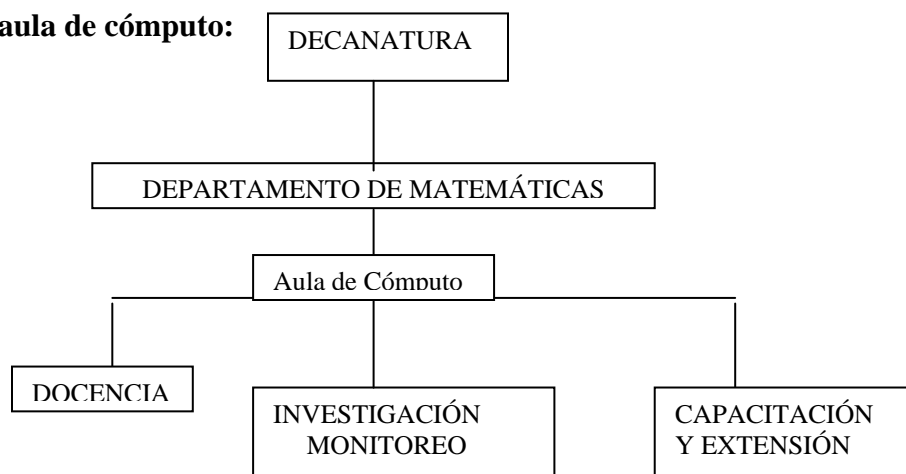 aula de cómputo:
DECANATURA
DEPARTAMENTO DE MATEMÁTICAS
Aula de Cómputo
DOCENCIA
INVESTIGACIÓN
MONITOREO
CAPACITACIÓN
Y EXTENSIÓN